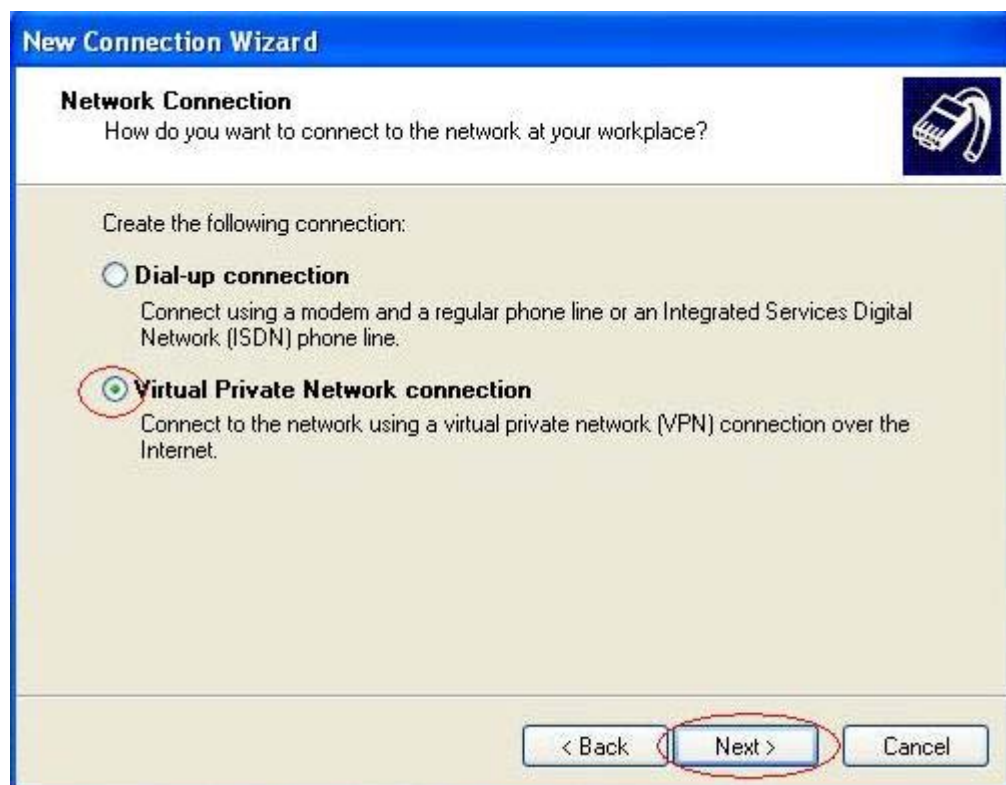 New Connection Wizard
Network Connection
How do you want to connect to the network at your workplace?
Create the following connection:
Dial-up connection
Connect using a modem and a regular phone line or an Integrated Services Digital
Network (ISDN) phone line.
Virtual Private Network connection
Connect to the network using a virtual private network (VPN) connection over the
Internet.
< Back Next > Cancel